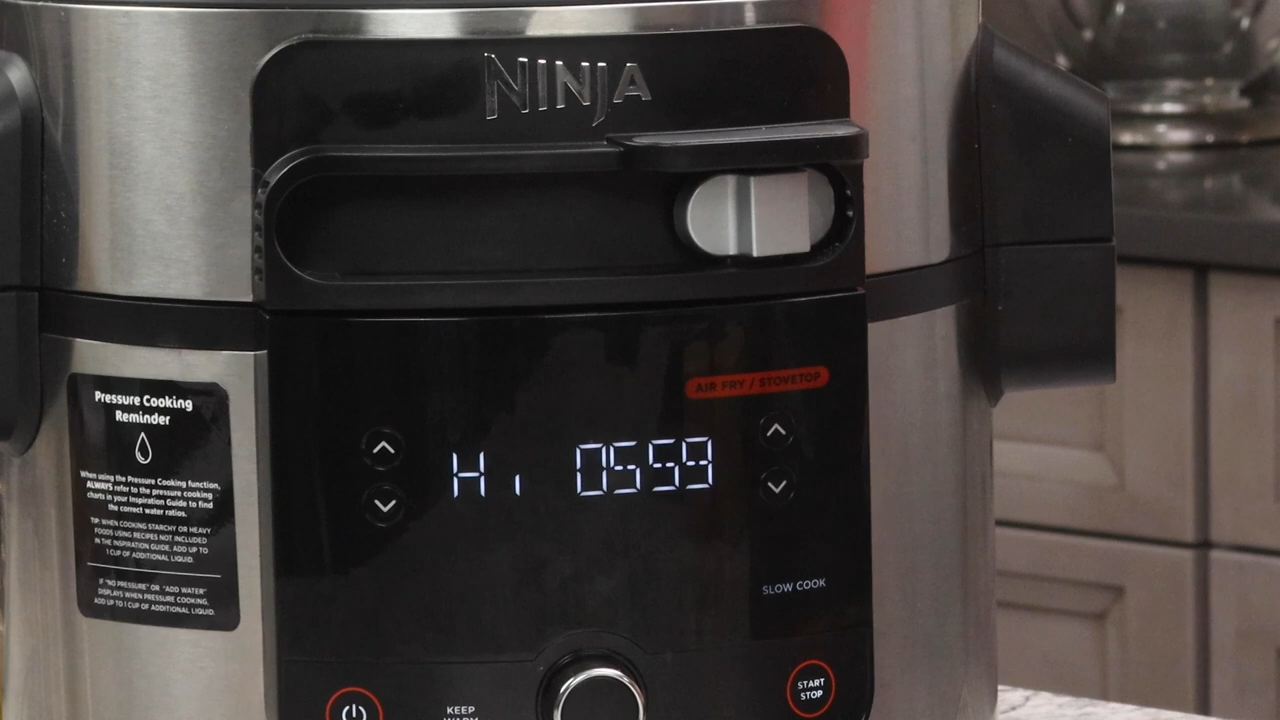 NINJA
AIR FRY / STOVETOP
Hi 0559
SLOW COOK
START
STOP
KEEP
WARM
Pressure Cooking
Reminder
When using the Pressure Cooking function,
ALWAYS refer to the pressure cooking
charts in your Inspiration Guide to find
the correct water ratios.
TIP: WHEN COOKING STARCHY OR HEAVY
FOODS USING RECIPES NOT INCLUDED
IN THE INSPIRATION GUIDE, ADD UP TO
1 CUP OF ADDITIONAL LIQUID.
IF "NO PRESSURE" OR "ADD WATER"
DISPLAYS WHEN PRESSURE COOKING,
ADD UP TO 1 CUP OF ADDITIONAL LIQUID.